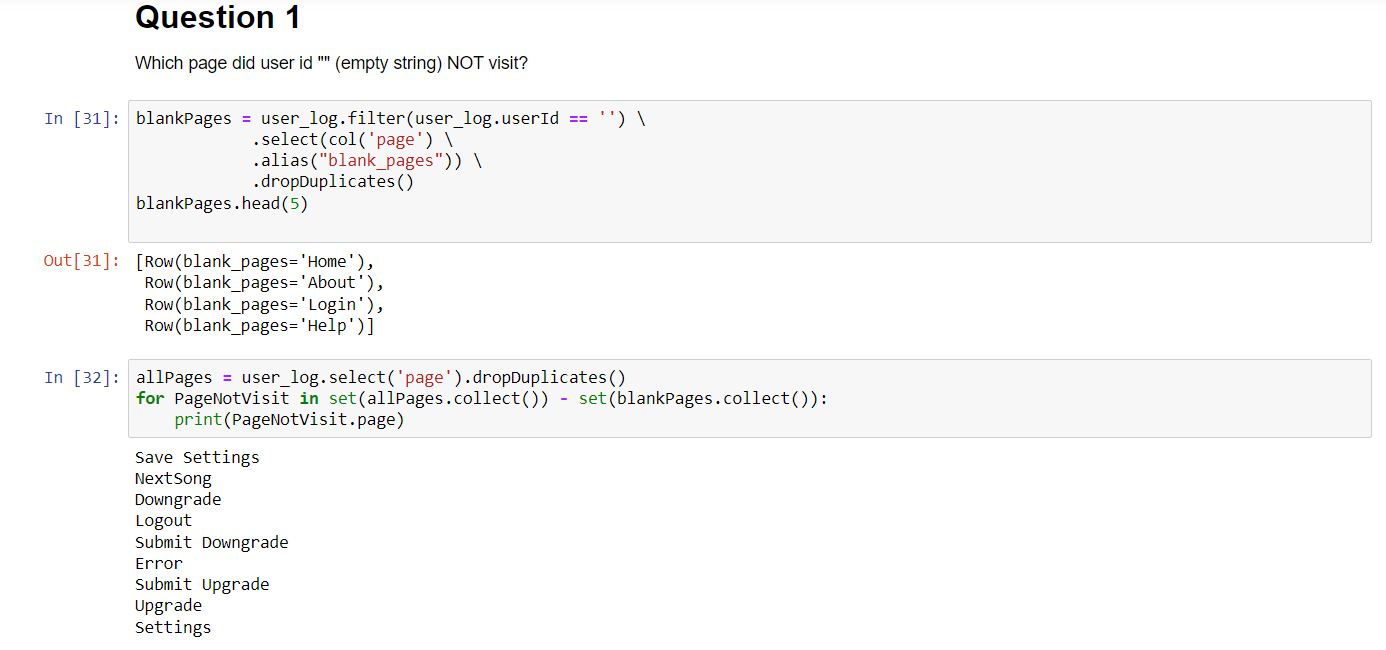 Question 1
Which page did user id "" (empty string) NOT visit?
In [31]: blankPages = user_log.filter(user_log.userId == '') \
            .select(col('page') \
            .alias("blank_pages")) \
            .dropDuplicates()
blankPages.head(5)
Out[31]: [Row(blank_pages='Home'),
 Row(blank_pages='About'),
 Row(blank_pages='Login'),
 Row(blank_pages='Help')]
In [32]: allPages = user_log.select('page').dropDuplicates()
for PageNotVisit in set(allPages.collect()) - set(blankPages.collect()):
    print(PageNotVisit.page)
Save Settings
NextSong
Downgrade
Logout
Submit Downgrade
Error
Submit Upgrade
Upgrade
Settings